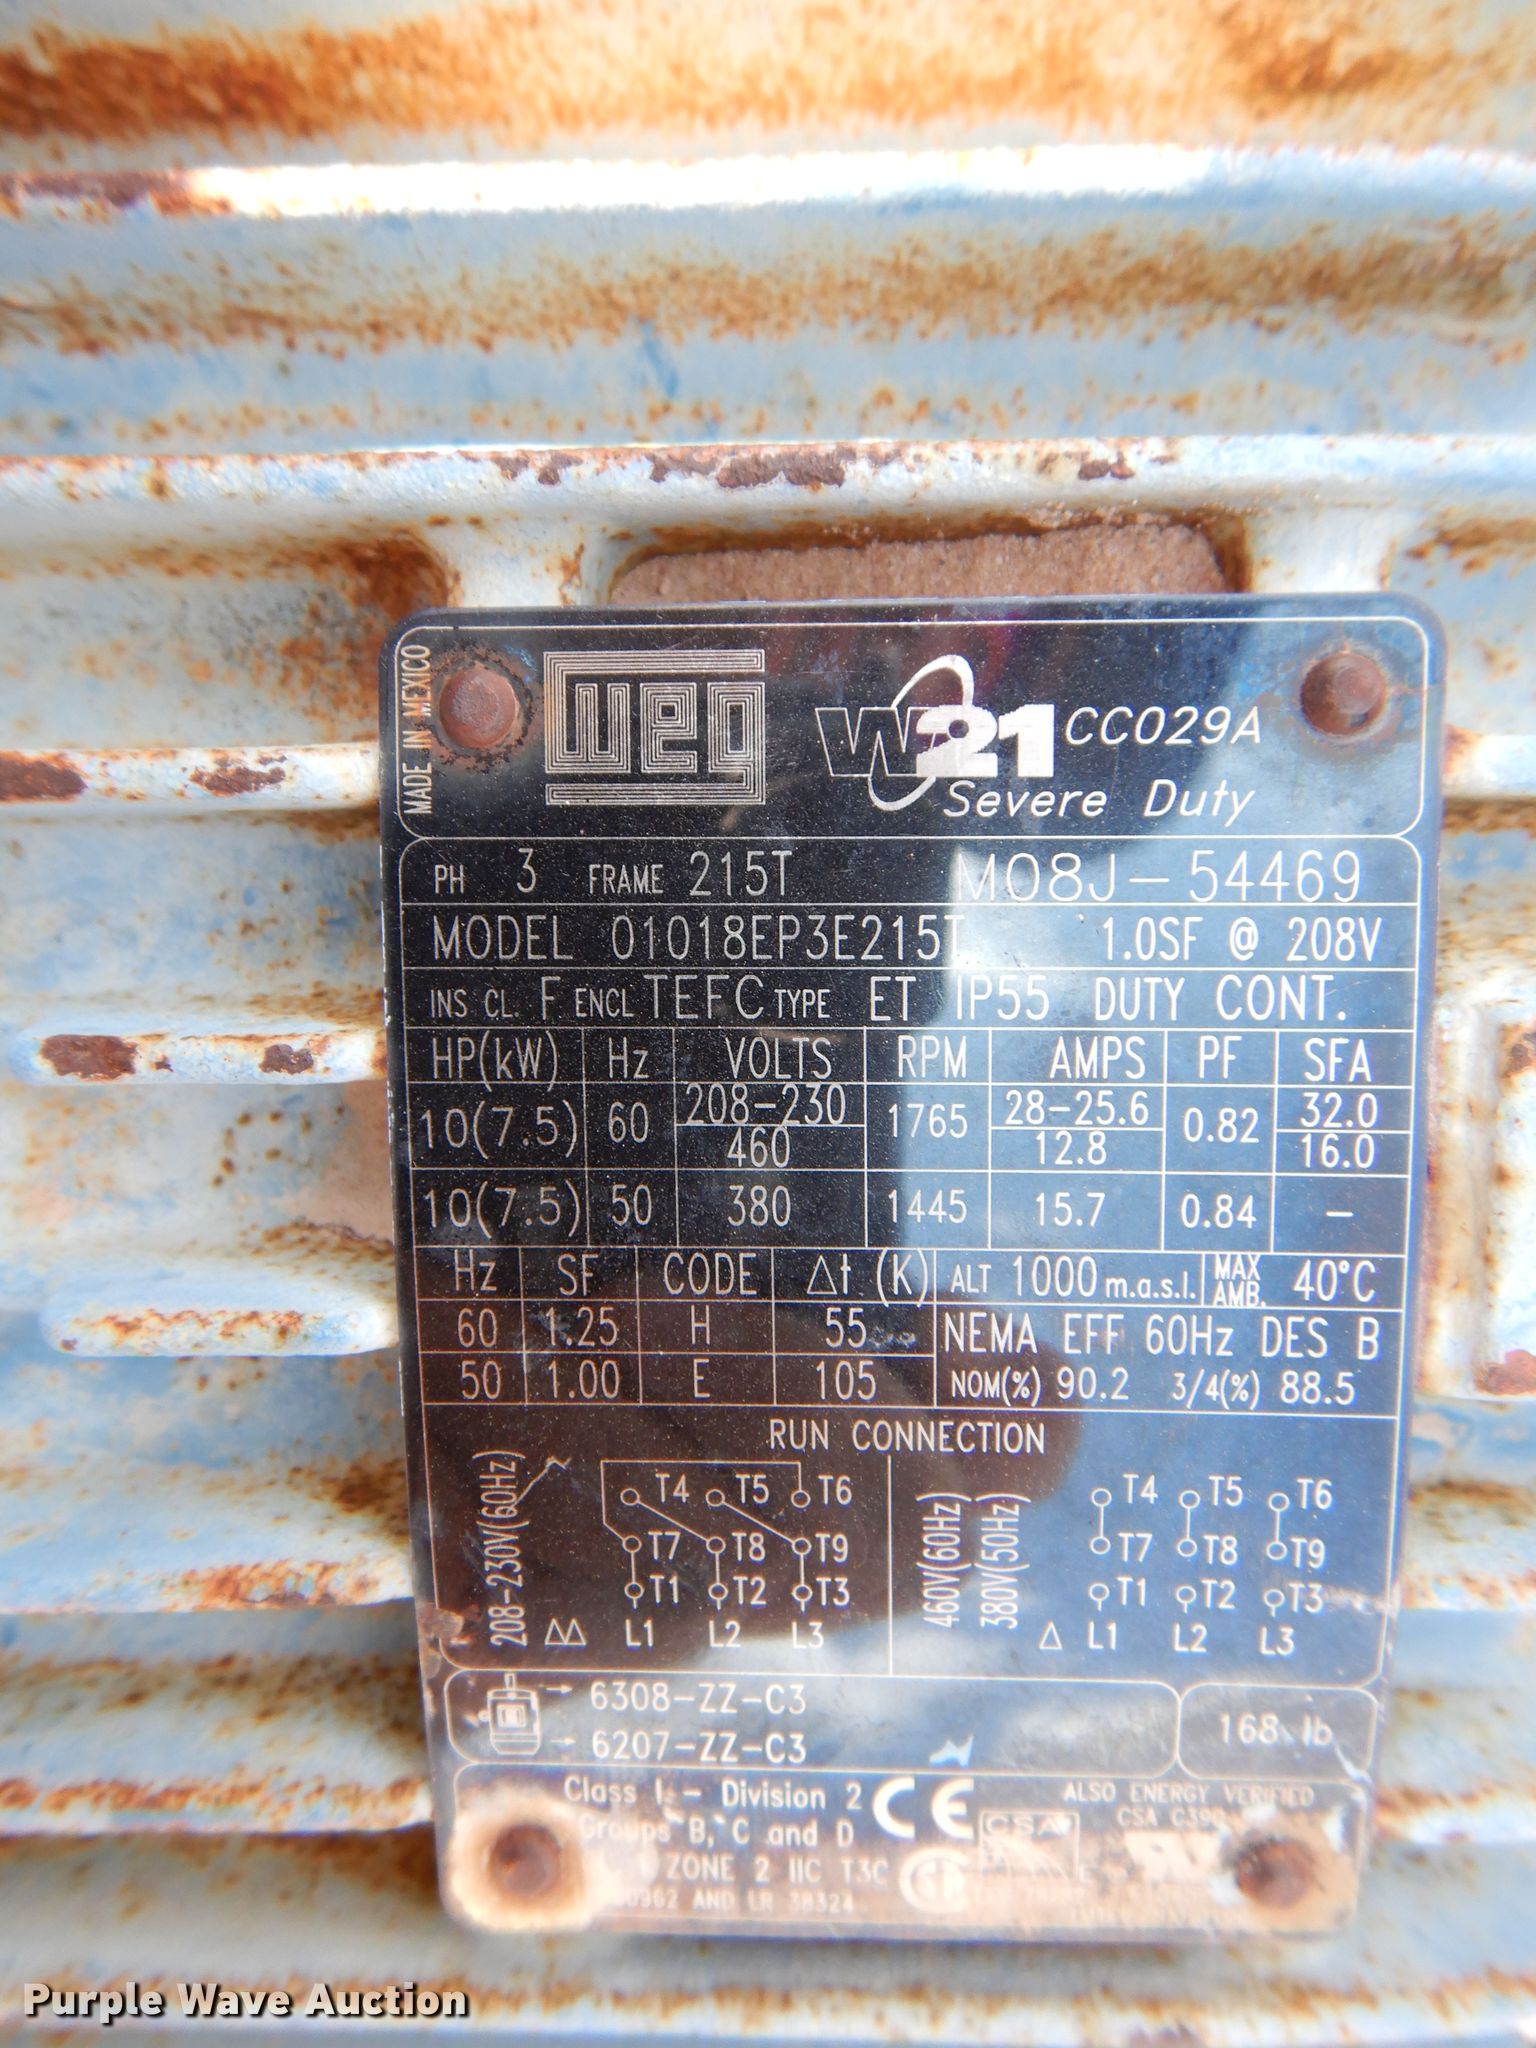 MADE IN MEXICO
weg
W21 CC029A
Severe Duty
PH 3 FRAME 215T M08J-54469
MODEL 01018EP3E215T 1.0SF @ 208V
INS CL. F ENCL TEFC TYPE ET IP55 DUTY CONT.
HP(kW) Hz VOLTS RPM AMPS PF SFA
10(7.5) 60 208-230 1765 28-25.6 0.82 32.0
460 12.8 16.0
10(7.5) 50 380 1445 15.7 0.84 –
Hz SF CODE Δt (K) ALT 1000 m.a.s.l. MAX AMB. 40°C
60 1.25 H 55 NEMA EFF 60Hz DES B
50 1.00 E 105 NOM(%) 90.2 3/4(%) 88.5
RUN CONNECTION
208-230V(60Hz)
T4 T5 T6
T7 T8 T9
T1 T2 T3
ΔΔ L1 L2 L3
460V(60Hz)
380V(50Hz)
T4 T5 T6
T7 T8 T9
T1 T2 T3
Δ L1 L2 L3
6308-ZZ-C3
6207-ZZ-C3
168 lb
Class I - Division 2
Groups B, C and D
ZONE 2 IIC T3C
AND LR 38324
CE
CSA
ALSO ENERGY VERIFIED
CSA C390
Purple Wave Auction